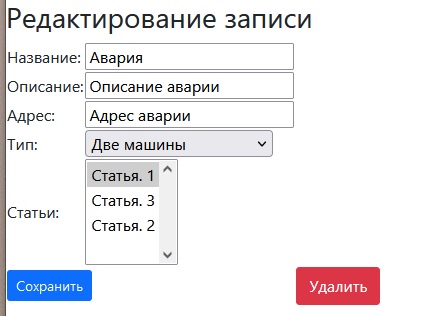 Редактирование записи
Название: Авария
Описание: Описание аварии
Адрес: Адрес аварии
Тип: Две машины
Статьи: Статья. 1
Статья. 3
Статья. 2
Сохранить Удалить